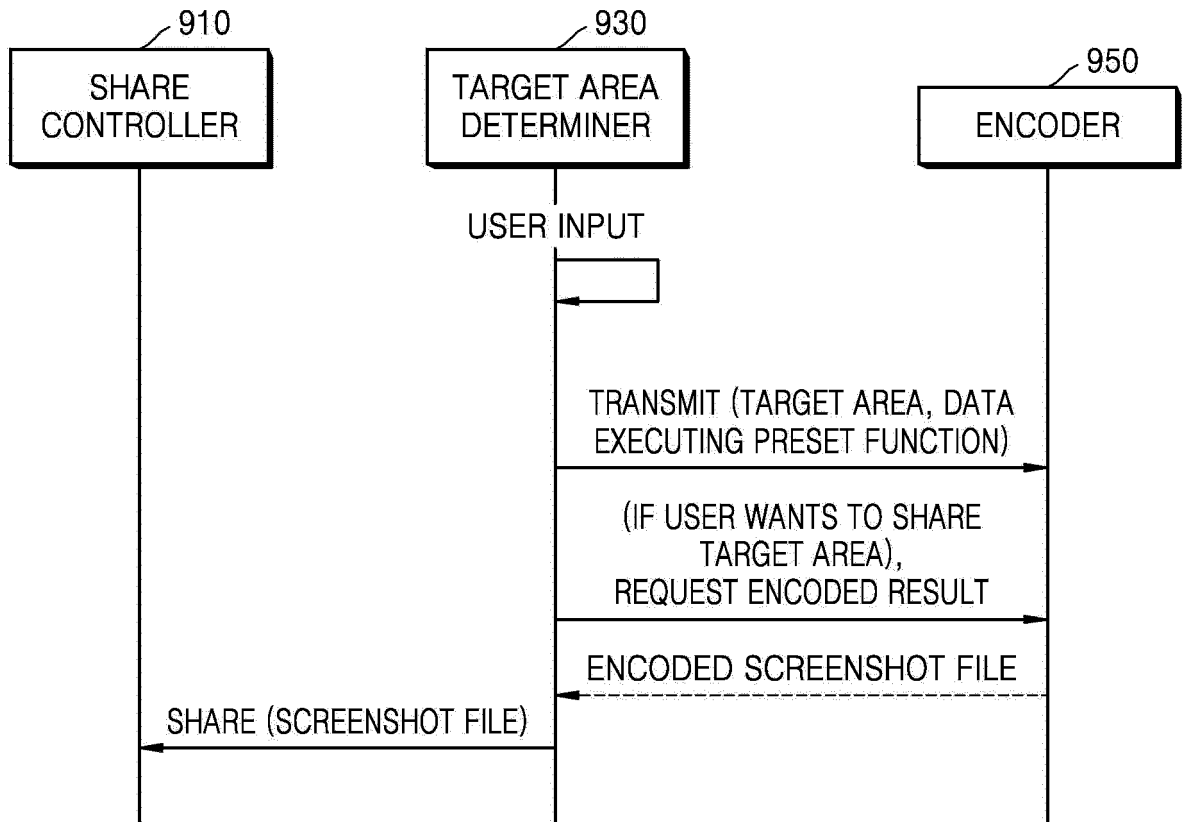 910
930
950
SHARE
CONTROLLER
TARGET AREA
DETERMINER
ENCODER
USER INPUT
TRANSMIT (TARGET AREA, DATA
EXECUTING PRESET FUNCTION)
(IF USER WANTS TO SHARE
TARGET AREA),
REQUEST ENCODED RESULT
ENCODED SCREENSHOT FILE
SHARE (SCREENSHOT FILE)